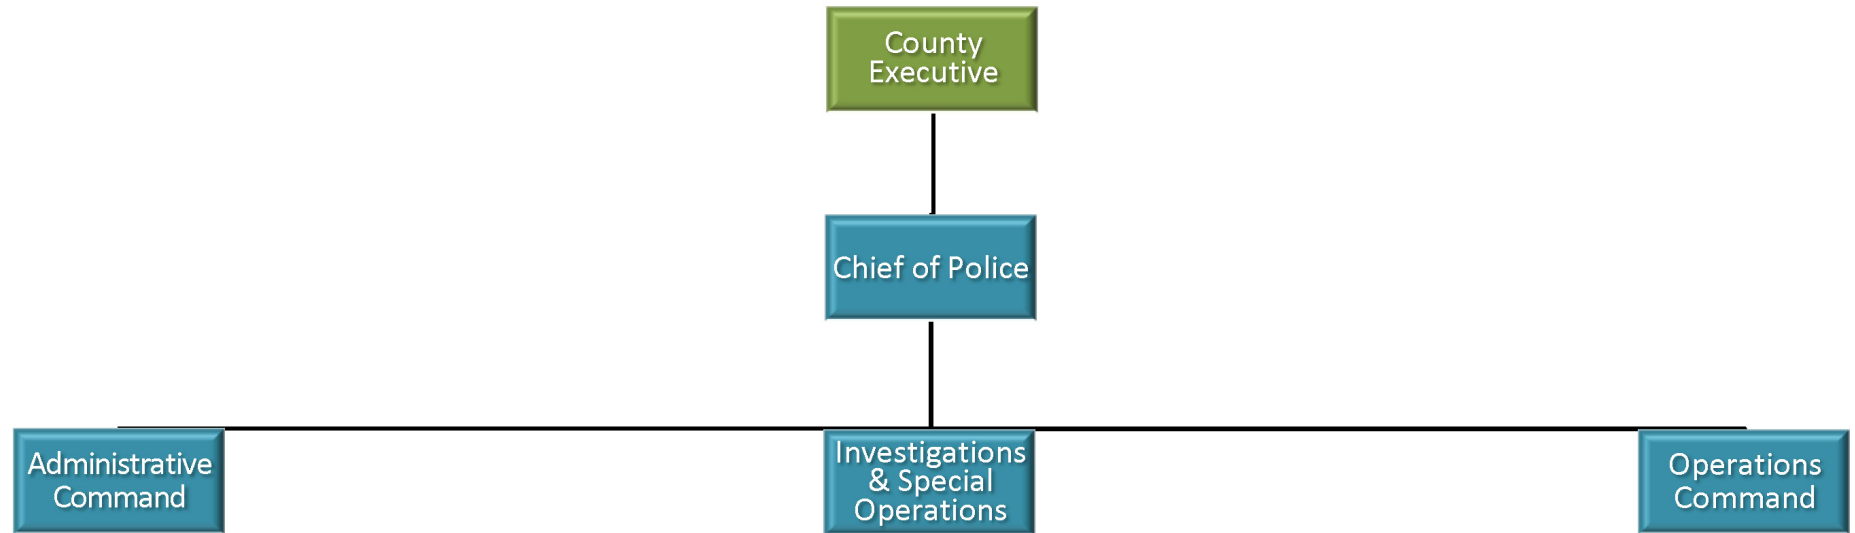 County
Executive
Chief of Police
Administrative
Command
Investigations
& Special
Operations
Operations
Command